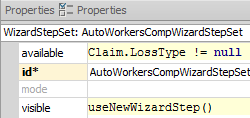 Properties Properties
WizardStepSet: AutoWorkersCompWizardStepSet
available Claim.LossType != null
id* AutoWorkersCompWizardStepSet
mode
visible useNewWizardStep()